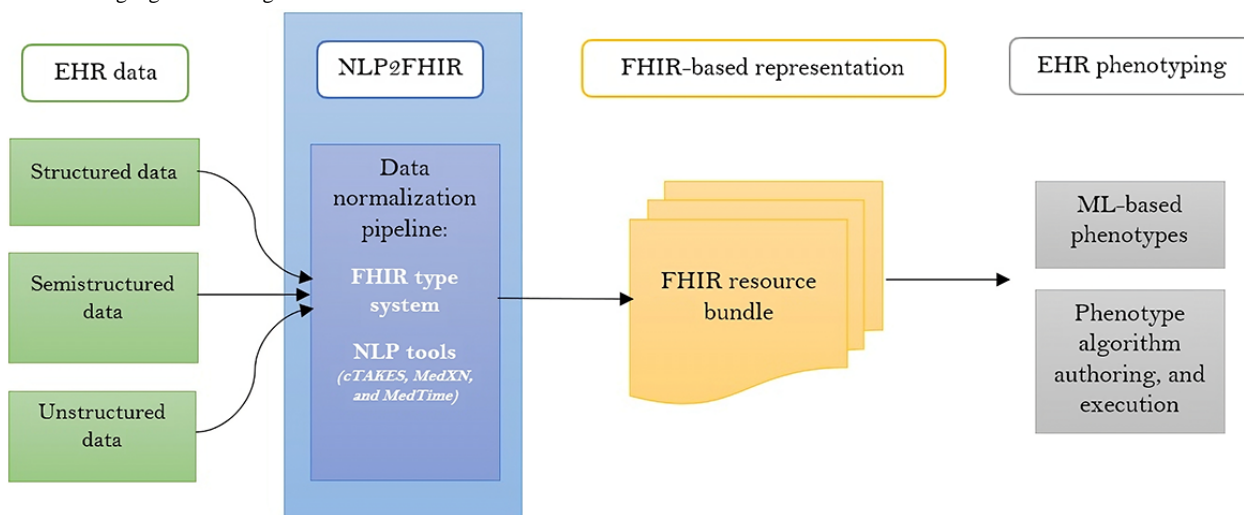 EHR data
NLP2FHIR
FHIR-based representation
EHR phenotyping
Structured data
Semistructured
data
Unstructured
data
Data
normalization
pipeline:
FHIR type
system
NLP tools
(cTAKES, MedXN,
and MedTime)
FHIR resource
bundle
ML-based
phenotypes
Phenotype
algorithm
authoring, and
execution